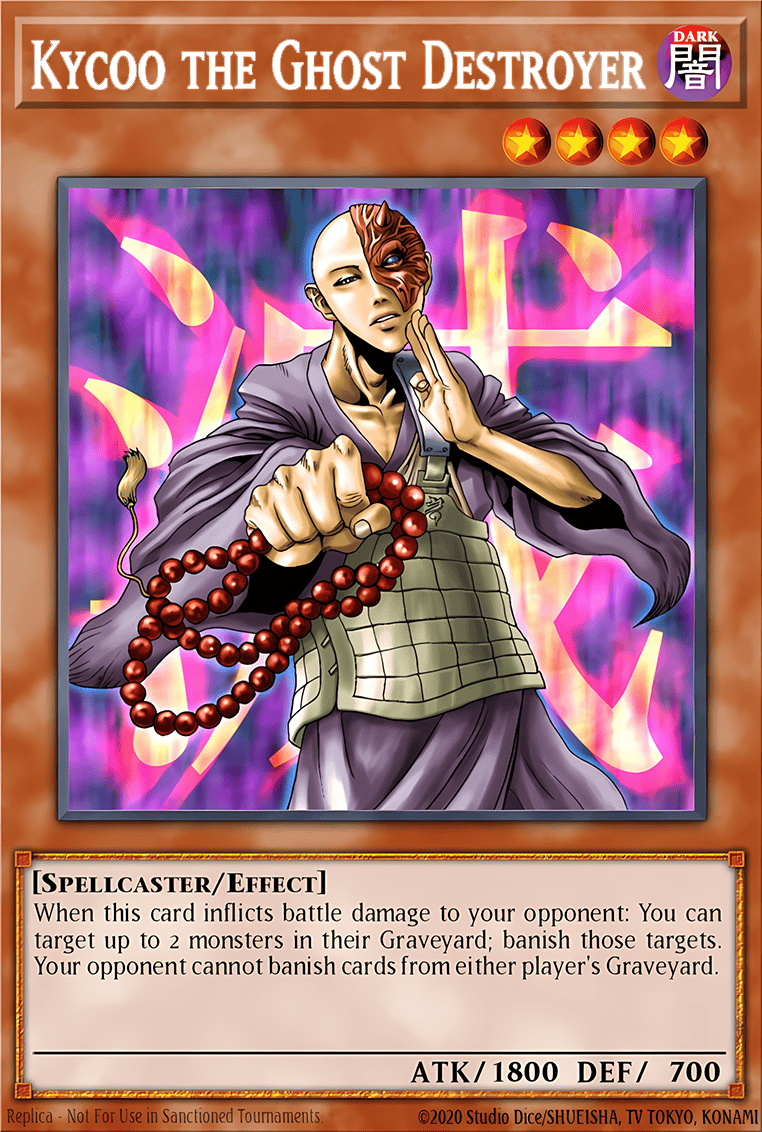 Kycoo the Ghost Destroyer
DARK
闇
[Spellcaster/Effect]
When this card inflicts battle damage to your opponent: You can
target up to 2 monsters in their Graveyard; banish those targets.
Your opponent cannot banish cards from either player's Graveyard.
ATK/1800 DEF/ 700
Replica - Not For Use in Sanctioned Tournaments.
©2020 Studio Dice/SHUEISHA, TV TOKYO, KONAMI